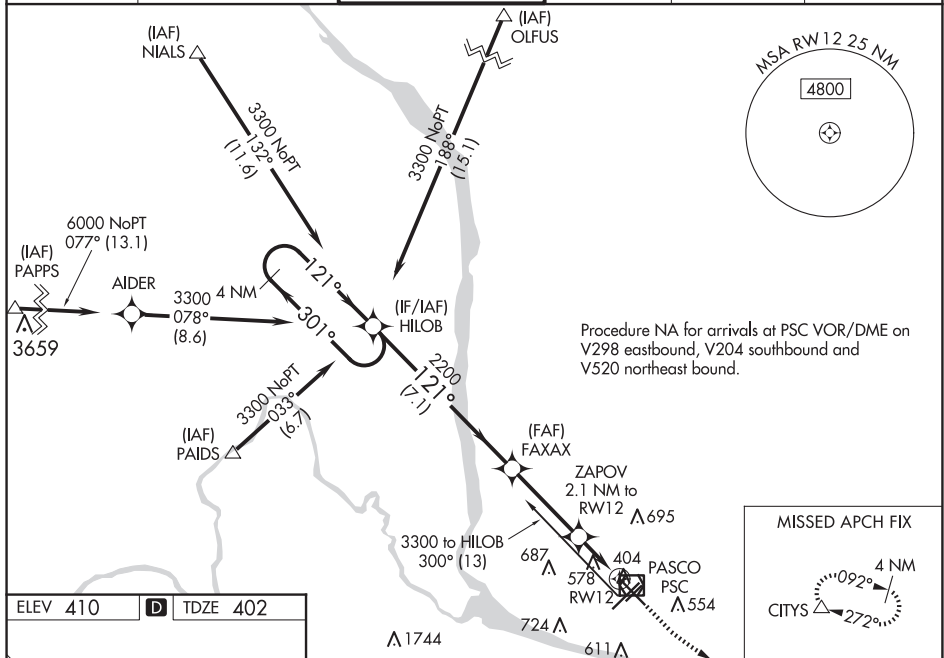 (IAF)
NIALS
(IAF)
OLFUS
MSA RW12 25 NM
4800
3300 NoPT
132°
(11.6)
3300 NoPT
188°
(15.1)
6000 NoPT
077° (13.1)
(IAF)
PAPPS
3659
AIDER
3300
078°
(8.6)
4 NM
121°
301°
(IF/IAF)
HILOB
Procedure NA for arrivals at PSC VOR/DME on
V298 eastbound, V204 southbound and
V520 northeast bound.
3300 NoPT
033°
(6.7)
(IAF)
PAIDS
2200
121°
(7.1)
(FAF)
FAXAX
ZAPOV
2.1 NM to
RW12
695
3300 to HILOB
300° (13)
687
578
404
RW12
PASCO
PSC
554
724
611
1744
MISSED APCH FIX
4 NM
092°
CITYS
272°
ELEV 410
D
TDZE 402